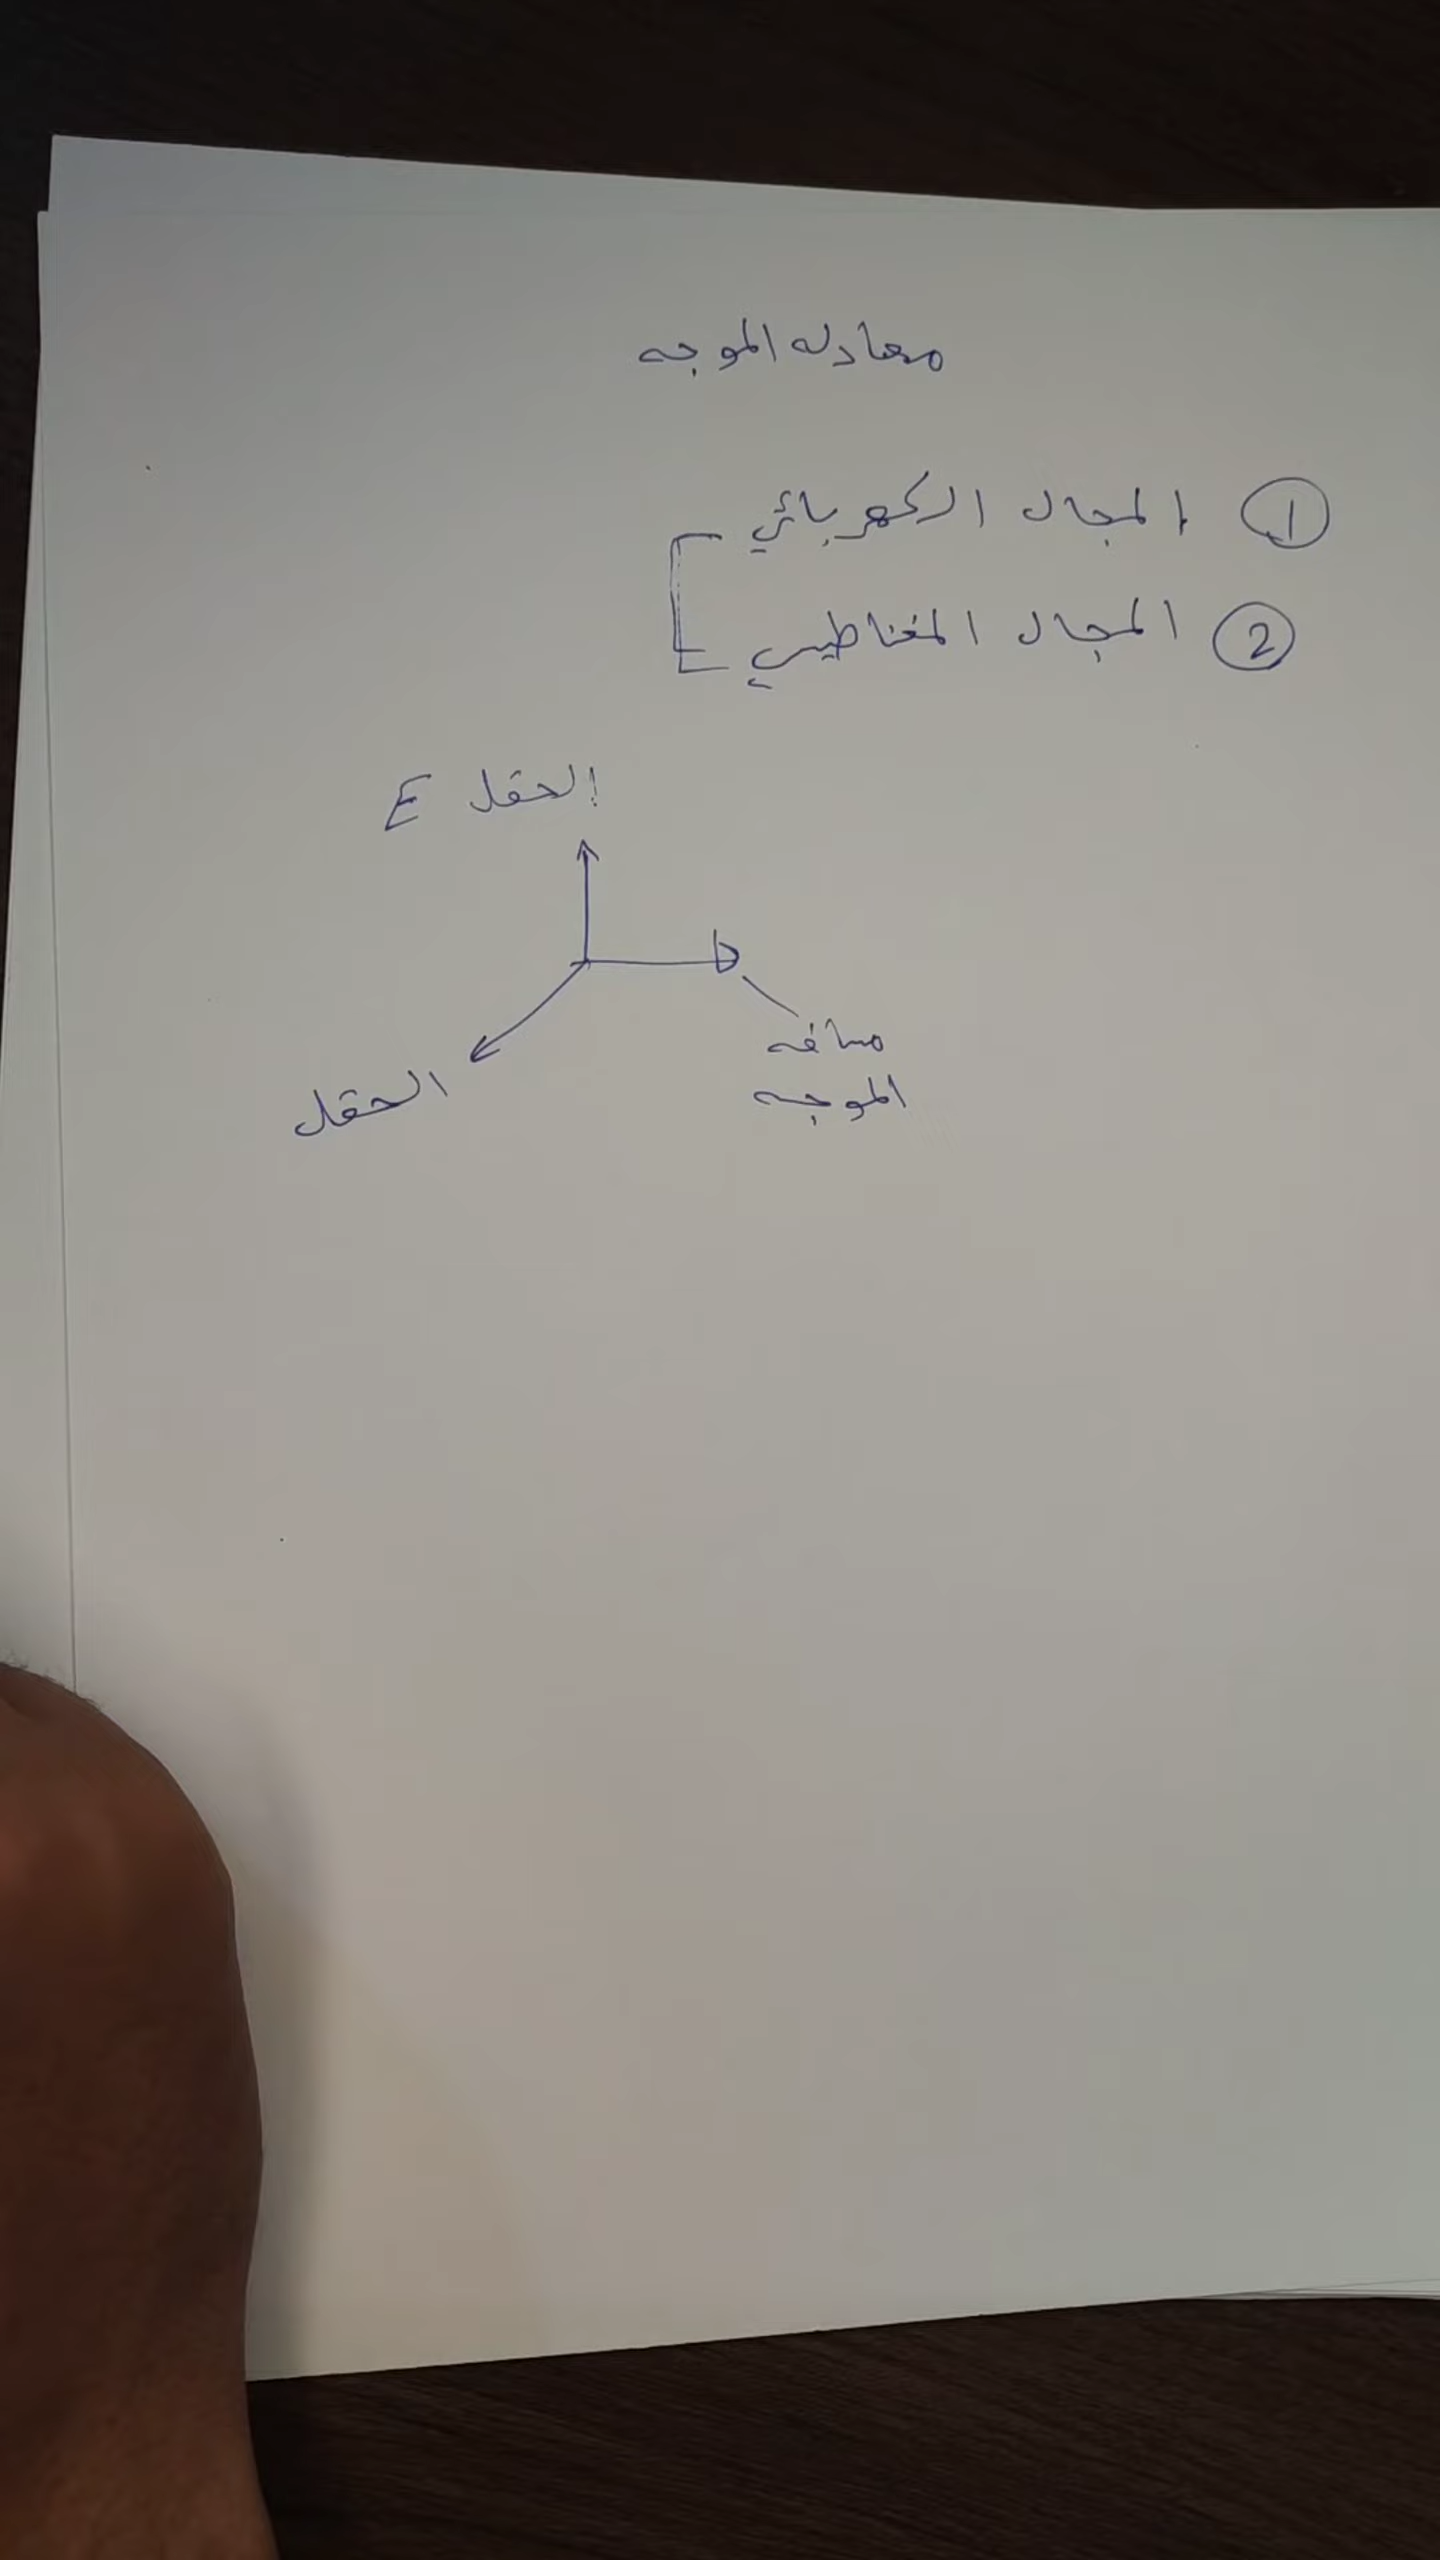 معادله الموجه
① المجال الكهربائي
② المجال المغناطيسي
الحقل E
مسافه
الموجه
الحقل